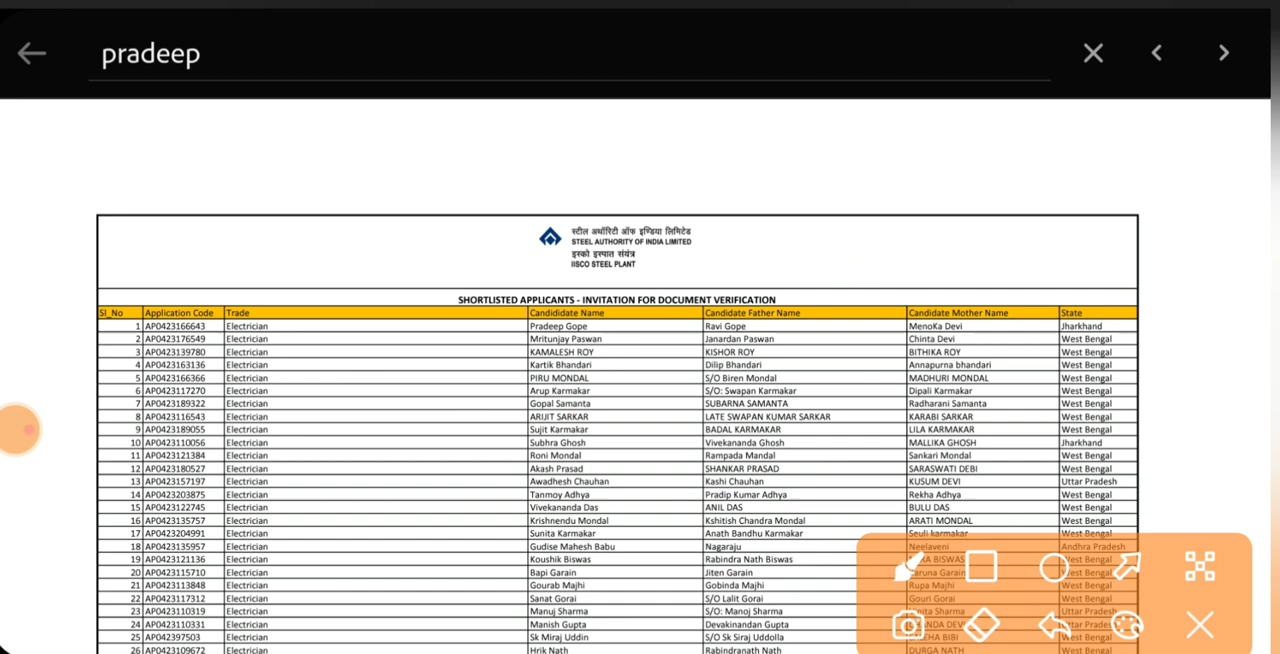 pradeep
स्टील अथॉरिटी ऑफ इण्डिया लिमिटेड
STEEL AUTHORITY OF INDIA LIMITED
इस्को इस्पात संयंत्र
IISCO STEEL PLANT
SHORTLISTED APPLICANTS - INVITATION FOR DOCUMENT VERIFICATION
Sl_No Application Code Trade Candididate Name Candidate Father Name Candidate Mother Name State
1 AP0423166643 Electrician Pradeep Gope Ravi Gope MenoKa Devi Jharkhand
2 AP0423176549 Electrician Mritunjay Paswan Janardan Paswan Chinta Devi West Bengal
3 AP0423139780 Electrician KAMALESH ROY KISHOR ROY BITHIKA ROY West Bengal
4 AP0423163136 Electrician Kartik Bhandari Dilip Bhandari Annapurna bhandari West Bengal
5 AP0423166366 Electrician PIRU MONDAL S/O Biren Mondal MADHURI MONDAL West Bengal
6 AP0423117270 Electrician Arup Karmakar S/O: Swapan Karmakar Dipali Karmakar West Bengal
7 AP0423189322 Electrician Gopal Samanta SUBARNA SAMANTA Radharani Samanta West Bengal
8 AP0423116543 Electrician ARIJIT SARKAR LATE SWAPAN KUMAR SARKAR KARABI SARKAR West Bengal
9 AP0423189055 Electrician Sujit Karmakar BADAL KARMAKAR LILA KARMAKAR West Bengal
10 AP0423110056 Electrician Subhra Ghosh Vivekananda Ghosh MALLIKA GHOSH Jharkhand
11 AP0423121384 Electrician Roni Mondal Rampada Mandal Sankari Mondal West Bengal
12 AP0423180527 Electrician Akash Prasad SHANKAR PRASAD SARASWATI DEBI West Bengal
13 AP0423157197 Electrician Awadhesh Chauhan Kashi Chauhan KUSUM DEVI Uttar Pradesh
14 AP0423203875 Electrician Tanmoy Adhya Pradip Kumar Adhya Rekha Adhya West Bengal
15 AP0423122745 Electrician Vivekananda Das ANIL DAS BULU DAS West Bengal
16 AP0423135757 Electrician Krishnendu Mondal Kshitish Chandra Mondal ARATI MONDAL West Bengal
17 AP0423204991 Electrician Sunita Karmakar Anath Bandhu Karmakar Seuli karmakar West Bengal
18 AP0423135957 Electrician Gudise Mahesh Babu Nagaraju Neelaveni Andhra Pradesh
19 AP0423121136 Electrician Koushik Biswas Rabindra Nath Biswas BISWAS West Bengal
20 AP0423115710 Electrician Bapi Garain Jiten Garain Garain West Bengal
21 AP0423113848 Electrician Gourab Majhi Gobinda Majhi Rupa Majhi West Bengal
22 AP0423117312 Electrician Sanat Gorai S/O Lalit Gorai Gouri Gorai West Bengal
23 AP0423110319 Electrician Manuj Sharma S/O: Manoj Sharma Sharma Uttar Pradesh
24 AP0423110331 Electrician Manish Gupta Devakinandan Gupta Uttar Pradesh
25 AP042397503 Electrician Sk Miraj Uddin S/O Sk Siraj Uddolla BIBI West Bengal
26 AP0423109672 Electrician Hrik Nath Rabindranath Nath DURGA NATH West Bengal